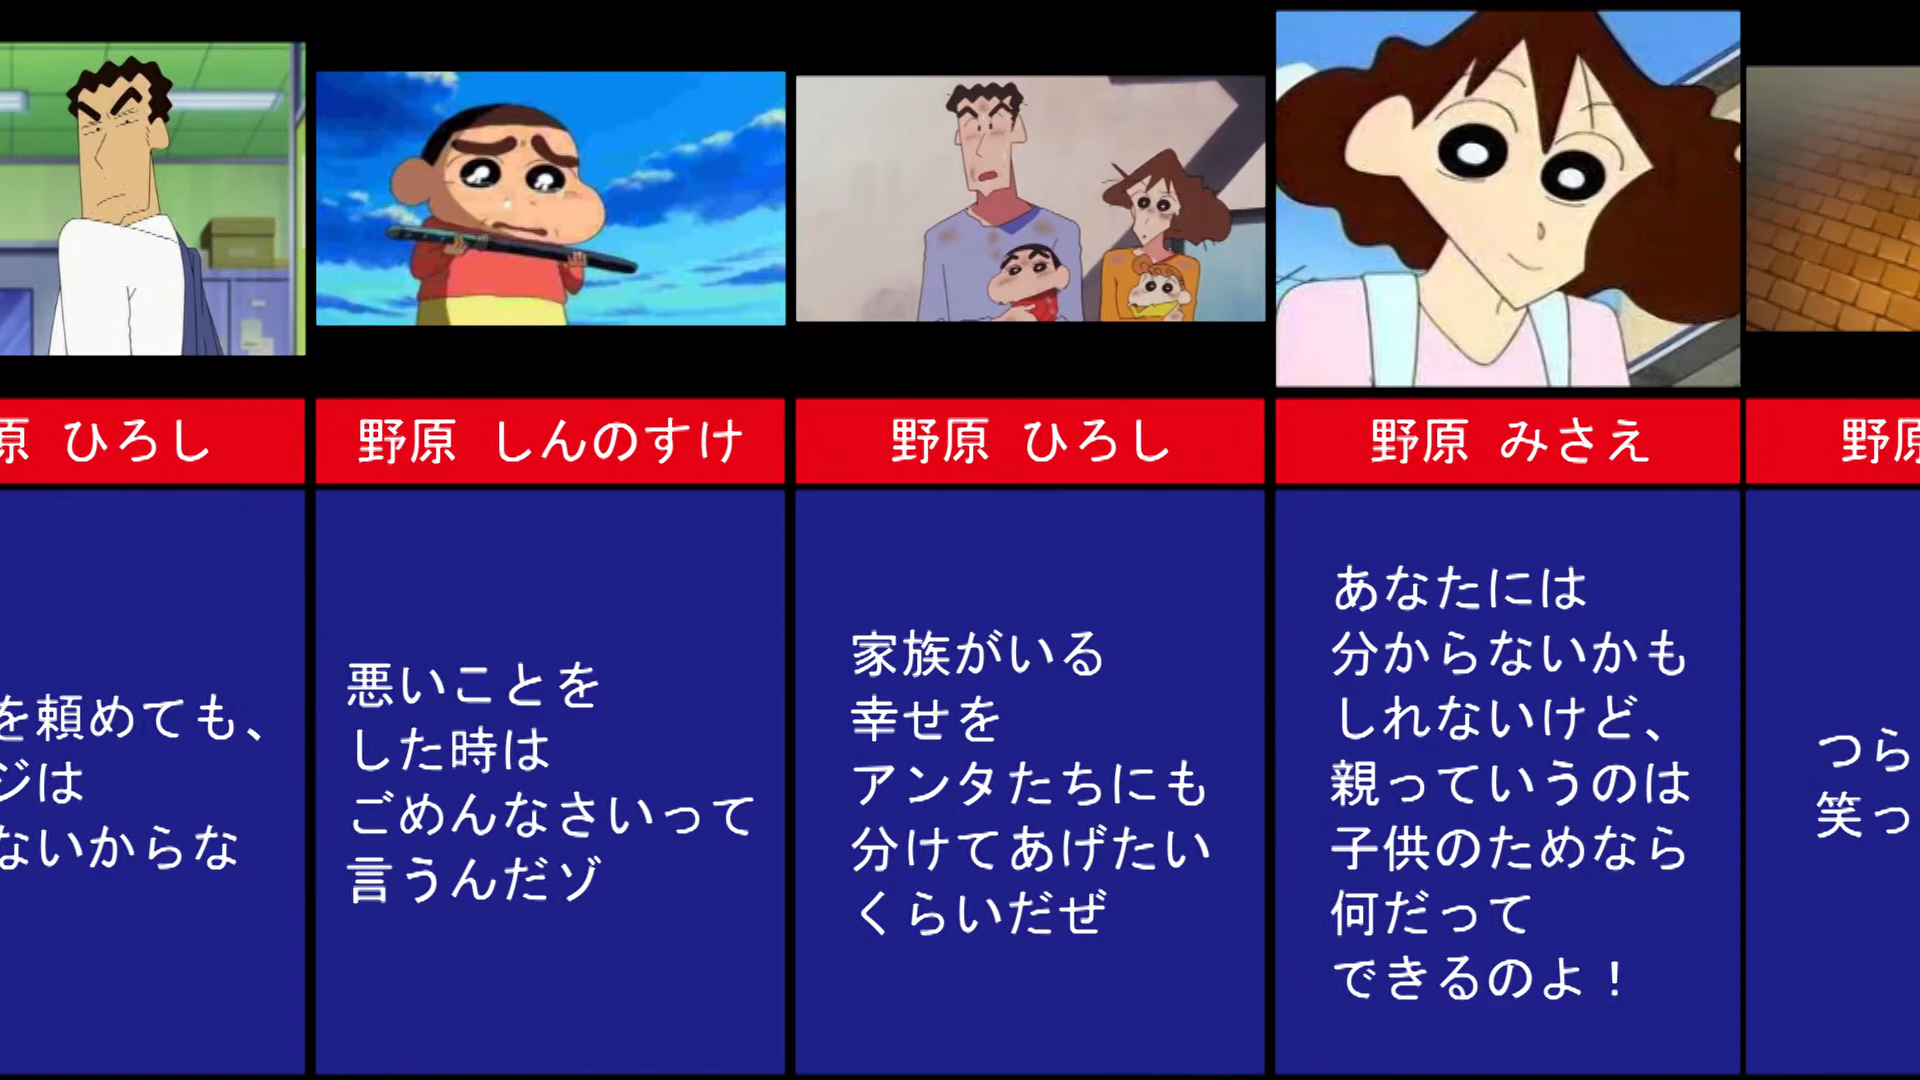 原 ひろし
を頼めても、
ジは
ないからな
野原 しんのすけ
悪いことを
した時は
ごめんなさいって
言うんだゾ
野原 ひろし
家族がいる
幸せを
アンタたちにも
分けてあげたい
くらいだぜ
野原 みさえ
あなたには
分からないかも
しれないけど、
親っていうのは
子供のためなら
何だって
できるのよ！
野原
つら
笑っ